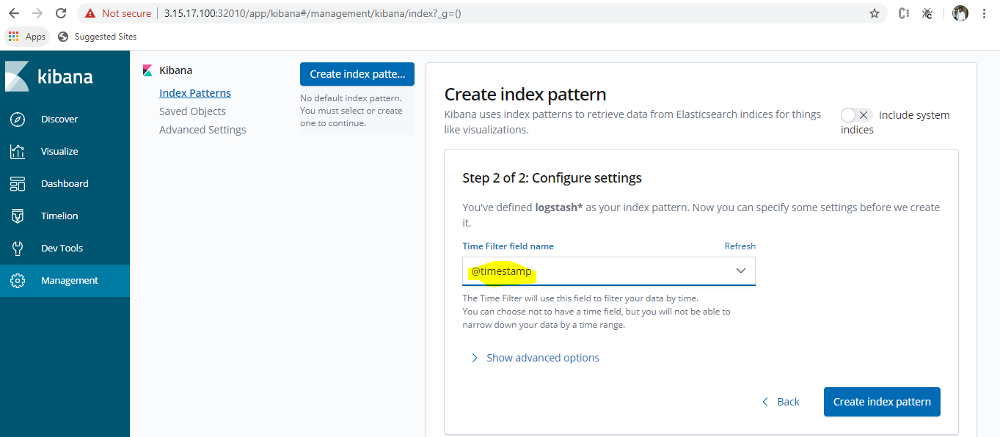 Not secure | 3.15.17.100:32010/app/kibana#/management/kibana/index?_g=()
Apps Suggested Sites
kibana
Discover
Visualize
Dashboard
Timelion
Dev Tools
Management
Kibana
Index Patterns
Saved Objects
Advanced Settings
Create index patte...
No default index pattern.
You must select or create
one to continue.
Create index pattern
Kibana uses index patterns to retrieve data from Elasticsearch indices for things
like visualizations.
Include system
indices
Step 2 of 2: Configure settings
You've defined logstash* as your index pattern. Now you can specify some settings before we create
it.
Time Filter field name Refresh
@timestamp
The Time Filter will use this field to filter your data by time.
You can choose not to have a time field, but you will not be able to
narrow down your data by a time range.
Show advanced options
Back Create index pattern